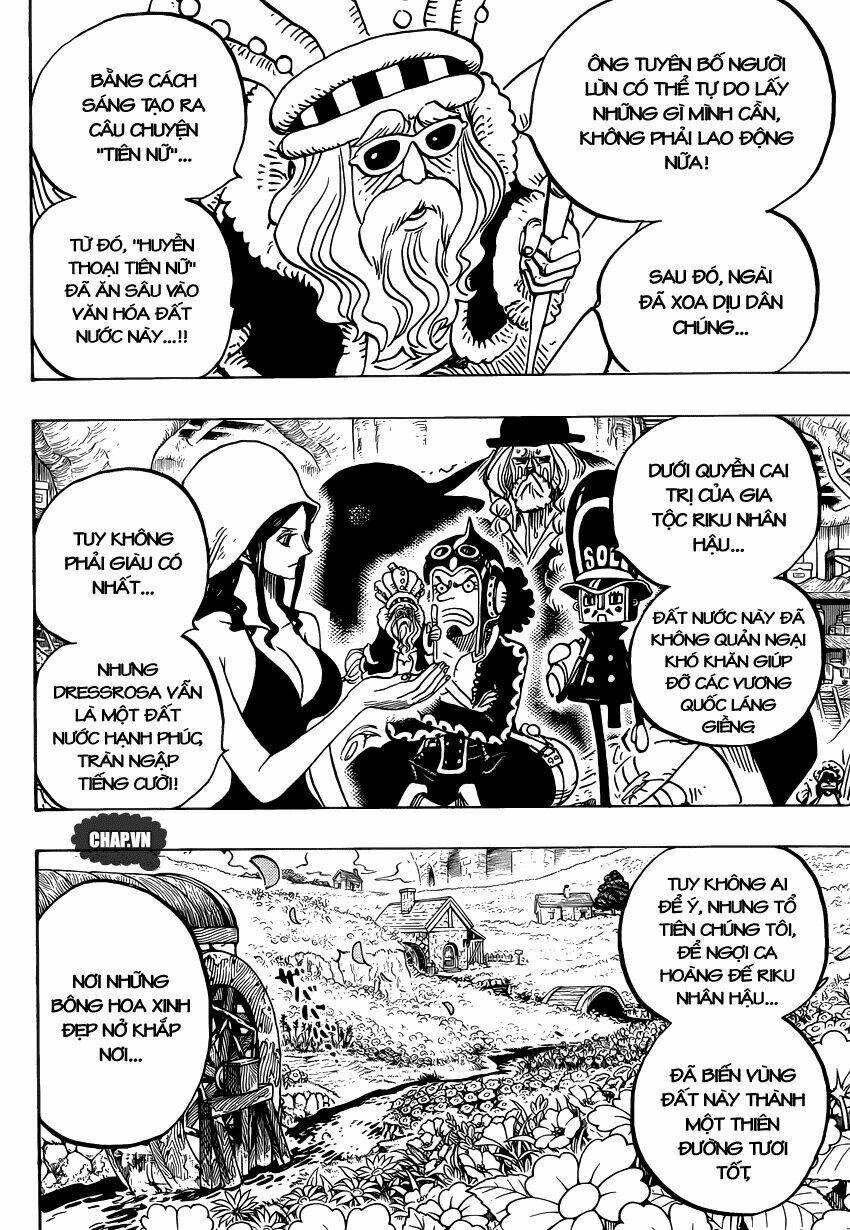 ÔNG TUYÊN BỐ NGƯỜI
LÙN CÓ THỂ TỰ DO LẤY
NHỮNG GÌ MÌNH CẦN,
KHÔNG PHẢI LAO ĐỘNG
NỮA!
SAU ĐÓ, NGÀI
ĐÃ XOA DỊU DÂN
CHÚNG...
BẰNG CÁCH
SÁNG TẠO RA
CÂU CHUYỆN
"TIÊN NỮ"...
TỪ ĐÓ, "HUYỀN
THOẠI TIÊN NỮ"
ĐÃ ĂN SÂU VÀO
VĂN HÓA ĐẤT
NƯỚC NÀY...!!
DƯỚI QUYỀN CAI
TRỊ CỦA GIA
TỘC RIKU NHÂN
HẬU...
ĐẤT NƯỚC NÀY ĐÃ
KHÔNG QUẢN NGẠI
KHÓ KHĂN GIÚP
ĐỠ CÁC VƯƠNG
QUỐC LÁNG
GIỀNG
SOL
TUY KHÔNG
PHẢI GIÀU CÓ
NHẤT...
NHƯNG
DRESSROSA VẪN
LÀ MỘT ĐẤT
NƯỚC HẠNH PHÚC,
TRÀN NGẬP
TIẾNG CƯỜI!
CHAP.VN
TUY KHÔNG AI
ĐỂ Ý, NHƯNG TỔ
TIÊN CHÚNG TÔI,
ĐỂ NGỢI CA
HOÀNG ĐẾ RIKU
NHÂN HẬU...
ĐÃ BIẾN VÙNG
ĐẤT NÀY THÀNH
MỘT THIÊN
ĐƯỜNG TƯƠI
TỐT,
NƠI NHỮNG
BÔNG HOA XINH
ĐẸP NỞ KHẮP
NƠI...